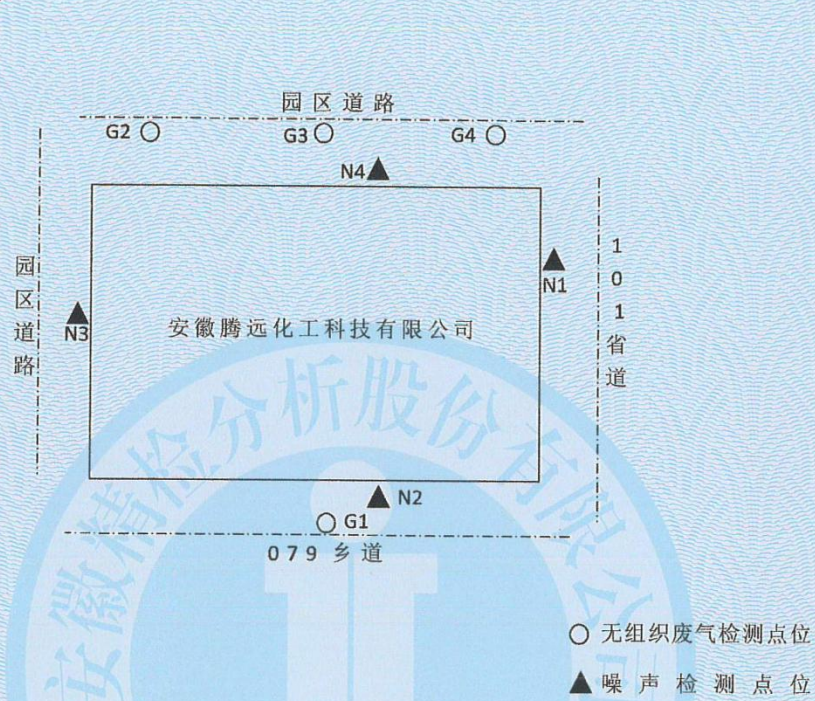 园区道路
G2 G3 G4
N4
园区道路
N1
101省道
N3
安徽腾远化工科技有限公司
N2
G1
079乡道
无组织废气检测点位
噪声检测点位
安徽精检分析股份有限公司